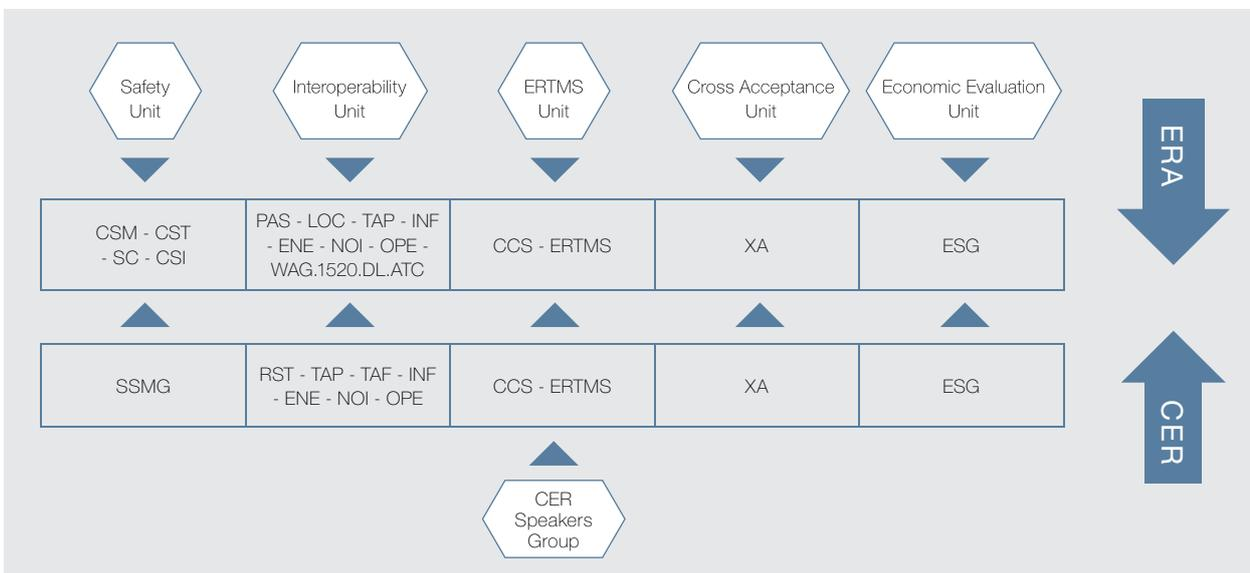 Safety
Unit
Interoperability
Unit
ERTMS
Unit
Cross Acceptance
Unit
Economic Evaluation
Unit
ERA
CSM - CST
- SC - CSI
PAS - LOC - TAP - INF
- ENE - NOI - OPE -
WAG.1520.DL.ATC
CCS - ERTMS
XA
ESG
SSMG
RST - TAP - TAF - INF
- ENE - NOI - OPE
CCS - ERTMS
XA
ESG
CER
CER
Speakers
Group